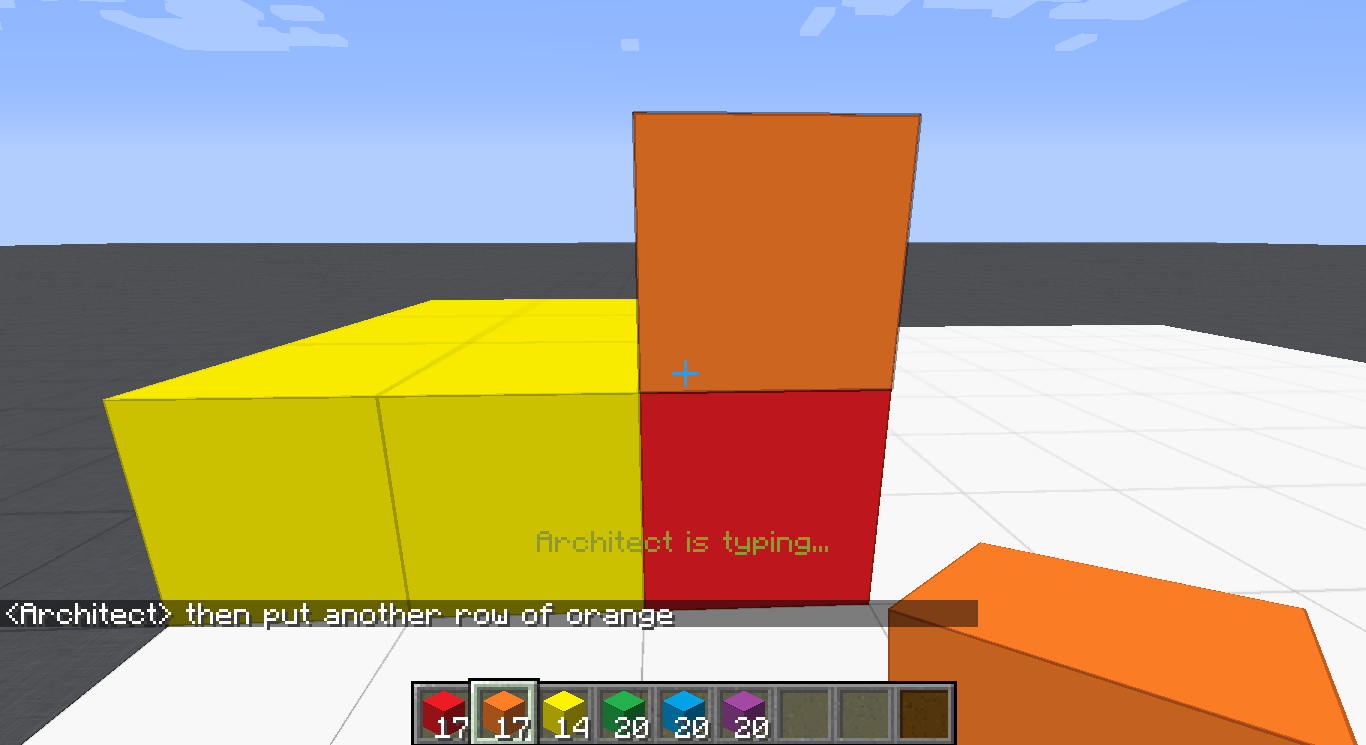 Architect is typing...
<Architect> then put another row of orange
17 17 14 20 20 20